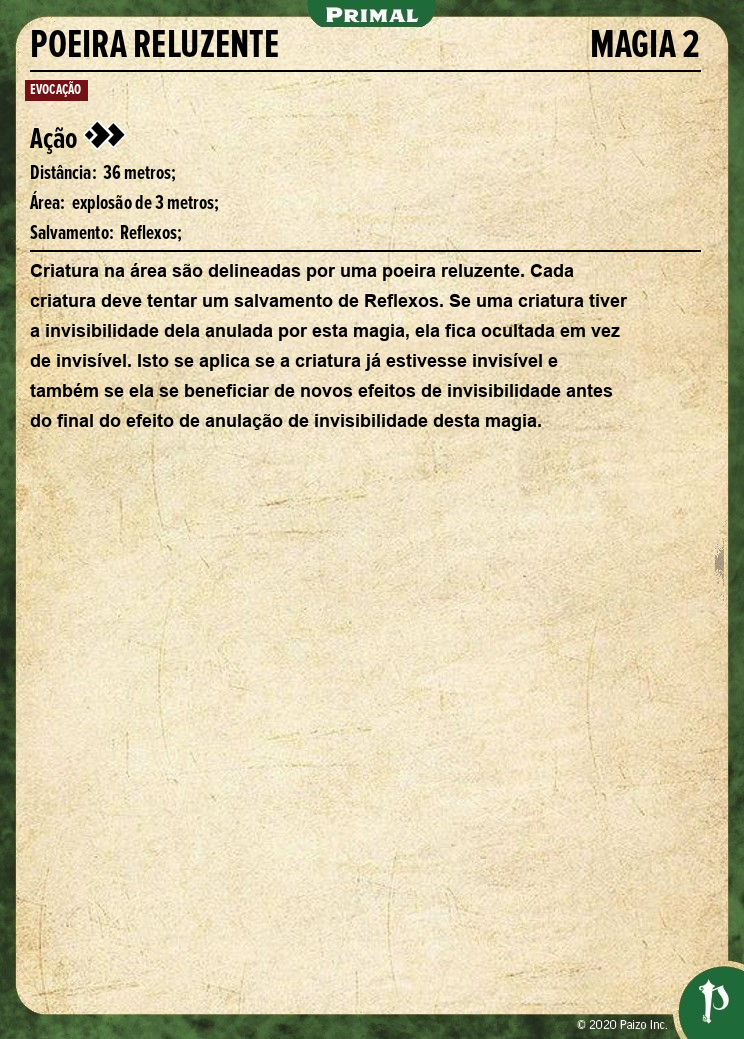 PRIMAL
POEIRA RELUZENTE MAGIA 2
EVOCAÇÃO
Ação
Distância: 36 metros;
Área: explosão de 3 metros;
Salvamento: Reflexos;
Criatura na área são delineadas por uma poeira reluzente. Cada
criatura deve tentar um salvamento de Reflexos. Se uma criatura tiver
a invisibilidade dela anulada por esta magia, ela fica ocultada em vez
de invisível. Isto se aplica se a criatura já estivesse invisível e
também se ela se beneficiar de novos efeitos de invisibilidade antes
do final do efeito de anulação de invisibilidade desta magia.
© 2020 Paizo Inc.